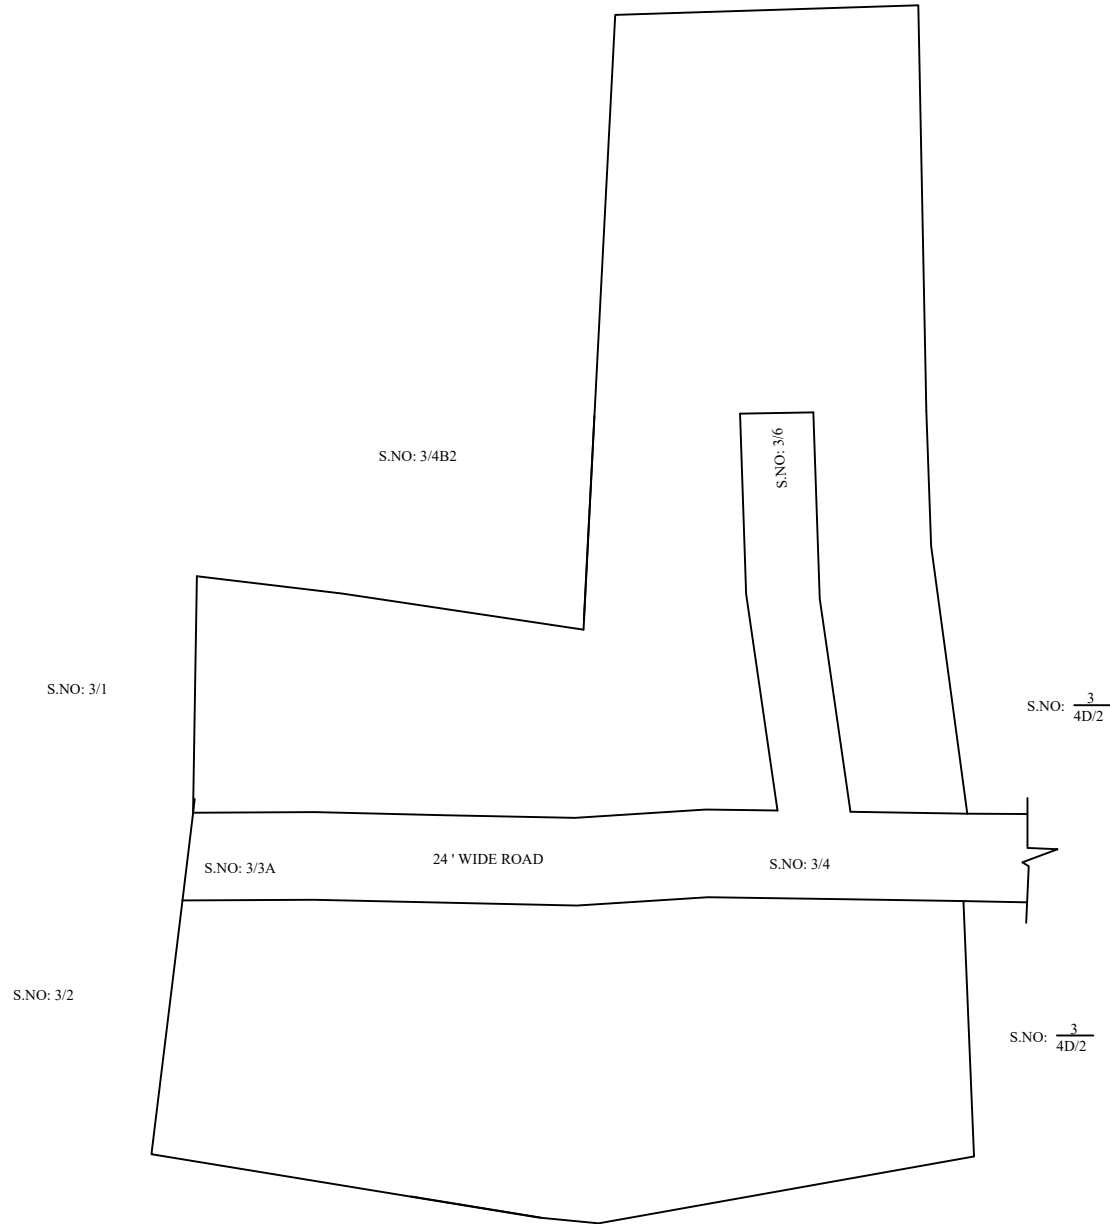 S.NO: 3/4B2
S.NO: 3/6
S.NO: 3/1
S.NO: 3
4D/2
S.NO: 3/3A
24 ' WIDE ROAD
S.NO: 3/4
S.NO: 3/2
S.NO: 3
4D/2